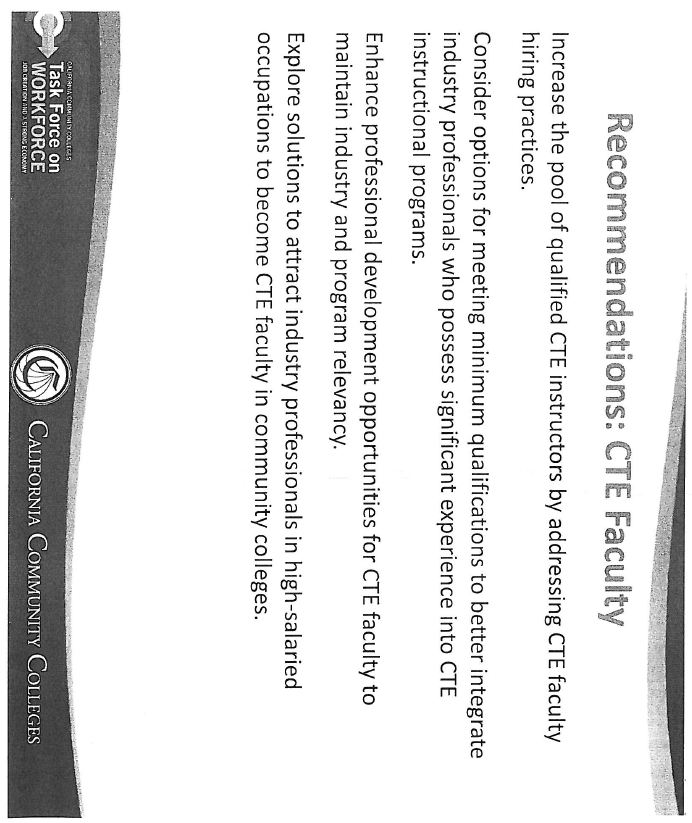 Recommendations: CTE Faculty
Increase the pool of qualified CTE instructors by addressing CTE faculty
hiring practices.
Consider options for meeting minimum qualifications to better integrate
industry professionals who possess significant experience into CTE
instructional programs.
Enhance professional development opportunities for CTE faculty to
maintain industry and program relevancy.
Explore solutions to attract industry professionals in high-salaried
occupations to become CTE faculty in community colleges.
CALIFORNIA COMMUNITY COLLEGES
Task Force on
WORKFORCE
JOB CREATION AND A STRONG ECONOMY
CALIFORNIA COMMUNITY COLLEGES